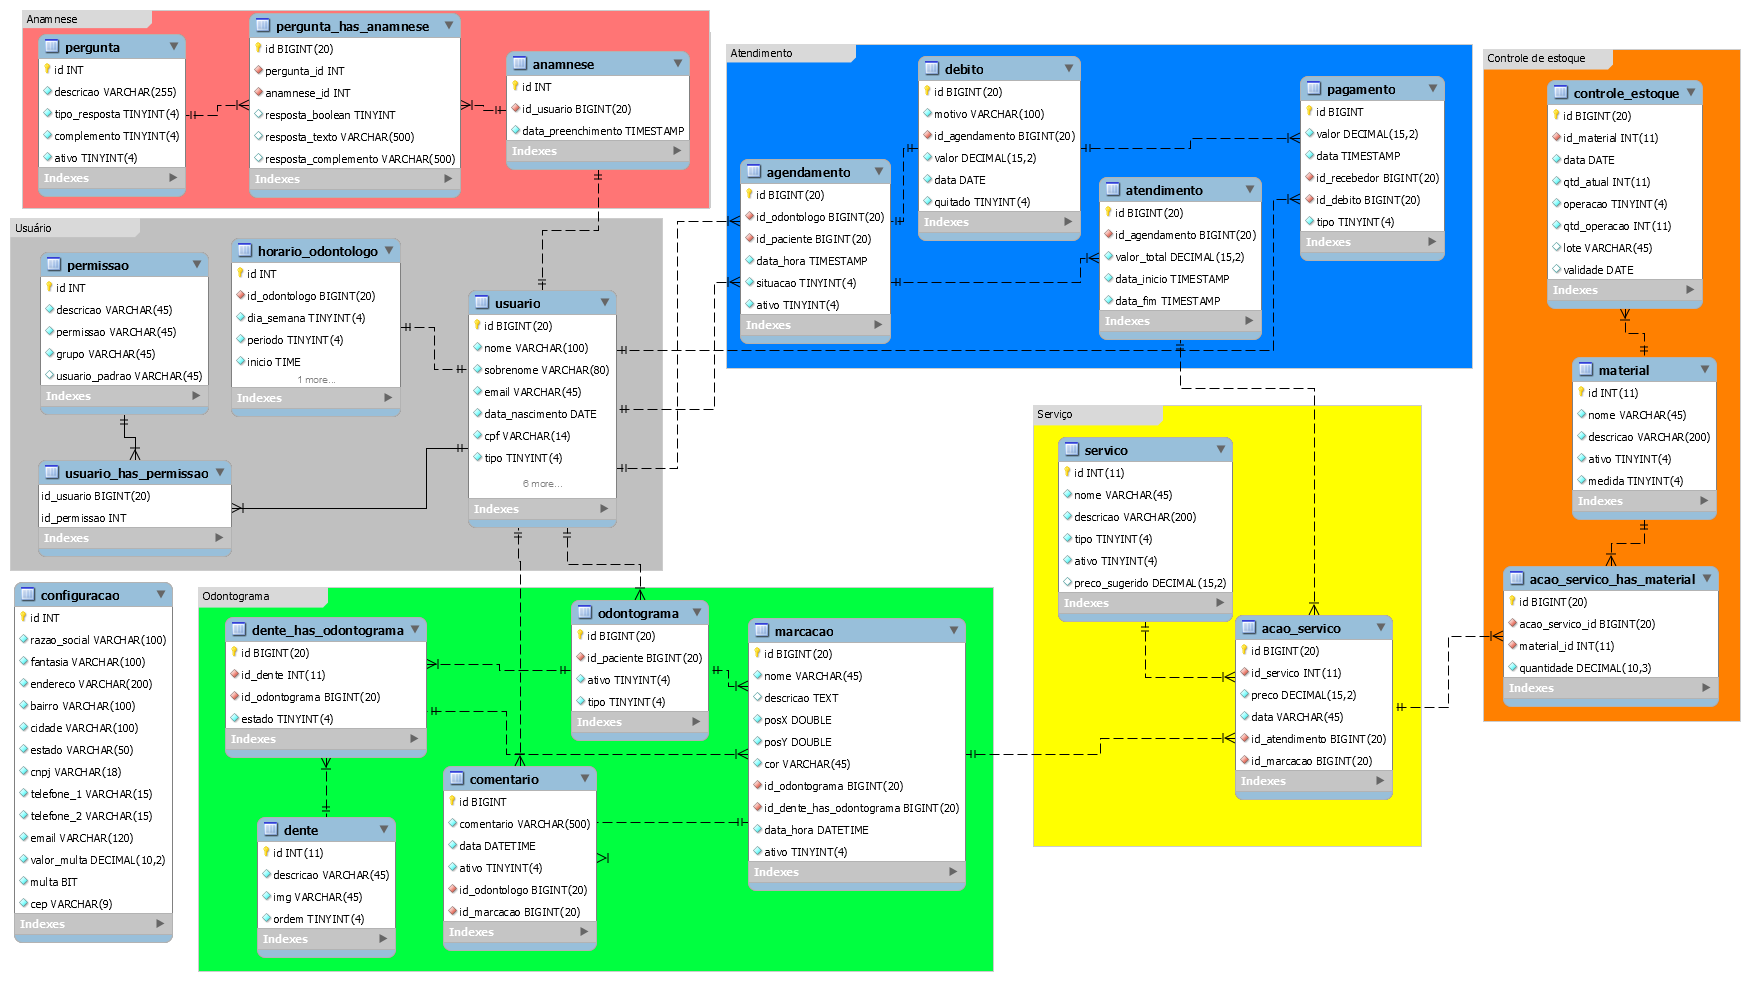 Anamnese
pergunta
id INT
descricao VARCHAR(255)
tipo_resposta TINYINT(4)
complemento TINYINT(4)
ativo TINYINT(4)
Indexes
pergunta_has_anamnese
id BIGINT(20)
pergunta_id INT
anamnese_id INT
resposta_boolean TINYINT
resposta_texto VARCHAR(500)
resposta_complemento VARCHAR(500)
Indexes
anamnese
id INT
id_usuario BIGINT(20)
data_preenchimento TIMESTAMP
Indexes
Usuário
permissao
id INT
descricao VARCHAR(45)
permissao VARCHAR(45)
grupo VARCHAR(45)
usuario_padrao VARCHAR(45)
Indexes
horario_odontologo
id INT
id_odontologo BIGINT(20)
dia_semana TINYINT(4)
periodo TINYINT(4)
inicio TIME
1 more...
Indexes
usuario
id BIGINT(20)
nome VARCHAR(100)
sobrenome VARCHAR(80)
email VARCHAR(45)
data_nascimento DATE
cpf VARCHAR(14)
tipo TINYINT(4)
6 more...
Indexes
usuario_has_permissao
id_usuario BIGINT(20)
id_permissao INT
Indexes
Atendimento
agendamento
id BIGINT(20)
id_odontologo BIGINT(20)
id_paciente BIGINT(20)
data_hora TIMESTAMP
situacao TINYINT(4)
ativo TINYINT(4)
Indexes
debito
id BIGINT(20)
motivo VARCHAR(100)
id_agendamento BIGINT(20)
valor DECIMAL(15,2)
data DATE
quitado TINYINT(4)
Indexes
atendimento
id BIGINT(20)
id_agendamento BIGINT(20)
valor_total DECIMAL(15,2)
data_inicio TIMESTAMP
data_fim TIMESTAMP
Indexes
pagamento
id BIGINT
valor DECIMAL(15,2)
data TIMESTAMP
id_recebedor BIGINT(20)
id_debito BIGINT(20)
tipo TINYINT(4)
Indexes
Controle de estoque
controle_estoque
id BIGINT(20)
id_material INT(11)
data DATE
qtd_atual INT(11)
operacao TINYINT(4)
qtd_operacao INT(11)
lote VARCHAR(45)
validade DATE
Indexes
material
id INT(11)
nome VARCHAR(45)
descricao VARCHAR(200)
ativo TINYINT(4)
medida TINYINT(4)
Indexes
acao_servico_has_material
id BIGINT(20)
acao_servico_id BIGINT(20)
material_id INT(11)
quantidade DECIMAL(10,3)
Indexes
Serviço
servico
id INT(11)
nome VARCHAR(45)
descricao VARCHAR(200)
tipo TINYINT(4)
ativo TINYINT(4)
preco_sugerido DECIMAL(15,2)
Indexes
acao_servico
id BIGINT(20)
id_servico INT(11)
preco DECIMAL(15,2)
data VARCHAR(45)
id_atendimento BIGINT(20)
id_marcacao BIGINT(20)
Indexes
configuracao
id INT
razao_social VARCHAR(100)
fantasia VARCHAR(100)
endereco VARCHAR(200)
bairro VARCHAR(100)
cidade VARCHAR(100)
estado VARCHAR(50)
cnpj VARCHAR(18)
telefone_1 VARCHAR(15)
telefone_2 VARCHAR(15)
email VARCHAR(120)
valor_multa DECIMAL(10,2)
multa BIT
cep VARCHAR(9)
Indexes
Odontograma
dente_has_odontograma
id BIGINT(20)
id_dente INT(11)
id_odontograma BIGINT(20)
estado TINYINT(4)
Indexes
odontograma
id BIGINT(20)
id_paciente BIGINT(20)
ativo TINYINT(4)
tipo TINYINT(4)
Indexes
marcacao
id BIGINT(20)
nome VARCHAR(45)
descricao TEXT
posX DOUBLE
posY DOUBLE
cor VARCHAR(45)
id_odontograma BIGINT(20)
id_dente_has_odontograma BIGINT(20)
data_hora DATETIME
ativo TINYINT(4)
Indexes
dente
id INT(11)
descricao VARCHAR(45)
img VARCHAR(45)
ordem TINYINT(4)
Indexes
comentario
id BIGINT
comentario VARCHAR(500)
data DATETIME
ativo TINYINT(4)
id_odontologo BIGINT(20)
id_marcacao BIGINT(20)
Indexes